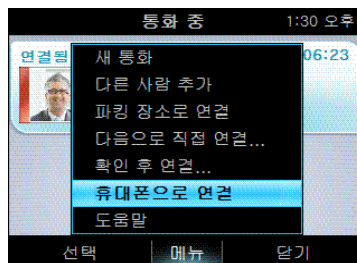 통화 중 1:30 오후
연결됨 06:23
새 통화
다른 사람 추가
파킹 장소로 연결
다음으로 직접 연결...
확인 후 연결...
휴대폰으로 연결
도움말
선택 메뉴 닫기